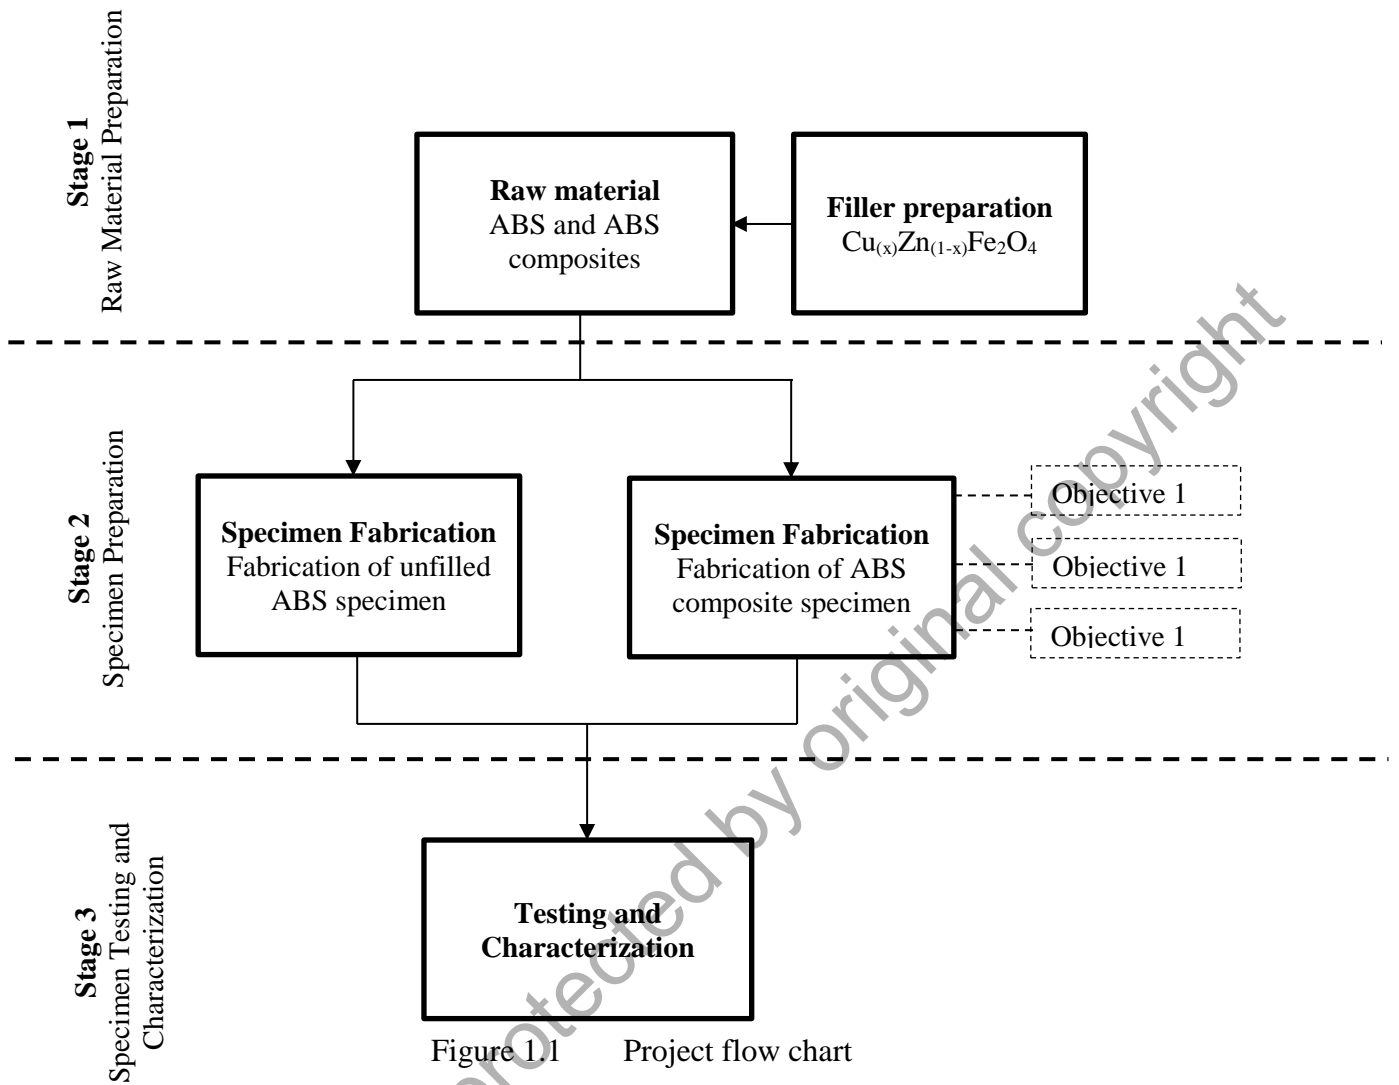 Stage 1
Raw Material Preparation
Raw material
ABS and ABS
composites
Filler preparation
Cu(x)Zn(1-x)Fe2O4
Stage 2
Specimen Preparation
Specimen Fabrication
Fabrication of unfilled
ABS specimen
Specimen Fabrication
Fabrication of ABS
composite specimen
Objective 1
Objective 1
Objective 1
Stage 3
Specimen Testing and
Characterization
Testing and
Characterization
Figure 1.1 Project flow chart
rotected by original copyright